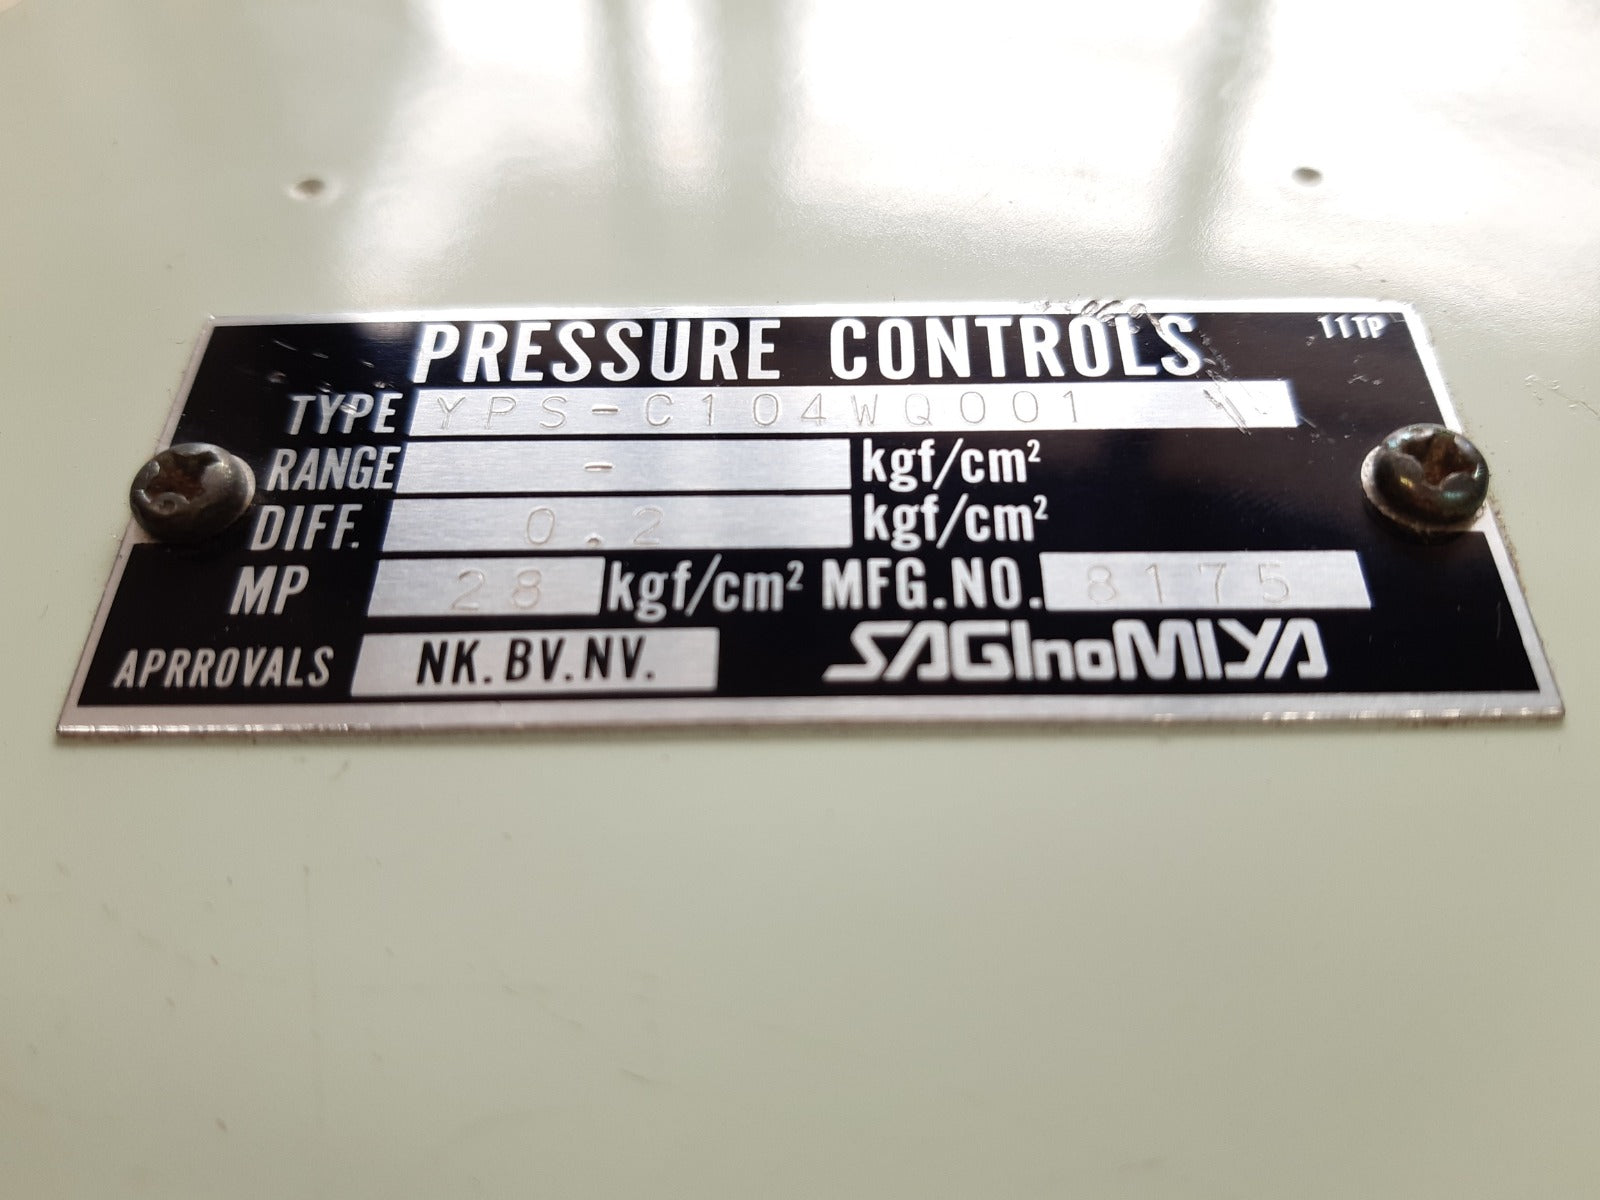 PRESSURE CONTROLS 11TP
TYPE YPS-C104WQ001
RANGE - kgf/cm²
DIFF. 0.2 kgf/cm²
MP 28 kgf/cm² MFG.NO. 8175
APRROVALS NK.BV.NV. SAGInoMIYA